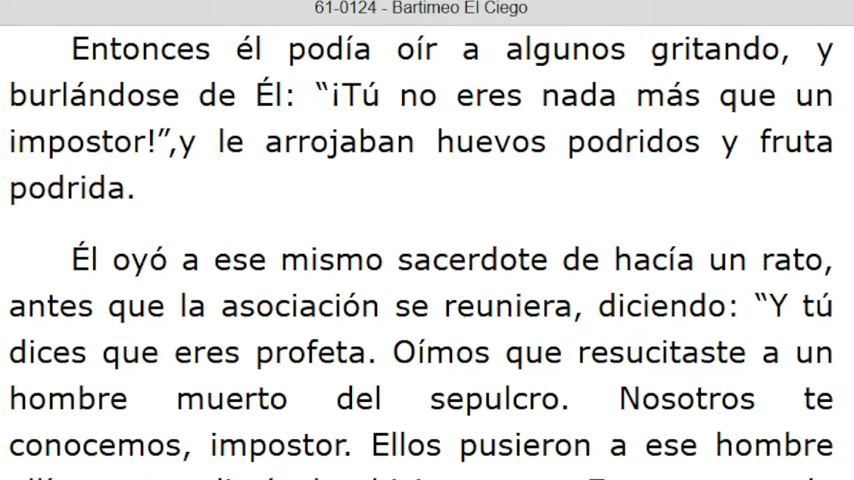 61-0124 - Bartimeo El Ciego
Entonces él podía oír a algunos gritando, y
burlándose de Él: “¡Tú no eres nada más que un
impostor!”,y le arrojaban huevos podridos y fruta
podrida.
Él oyó a ese mismo sacerdote de hacía un rato,
antes que la asociación se reuniera, diciendo: “Y tú
dices que eres profeta. Oímos que resucitaste a un
hombre muerto del sepulcro. Nosotros te
conocemos, impostor. Ellos pusieron a ese hombre